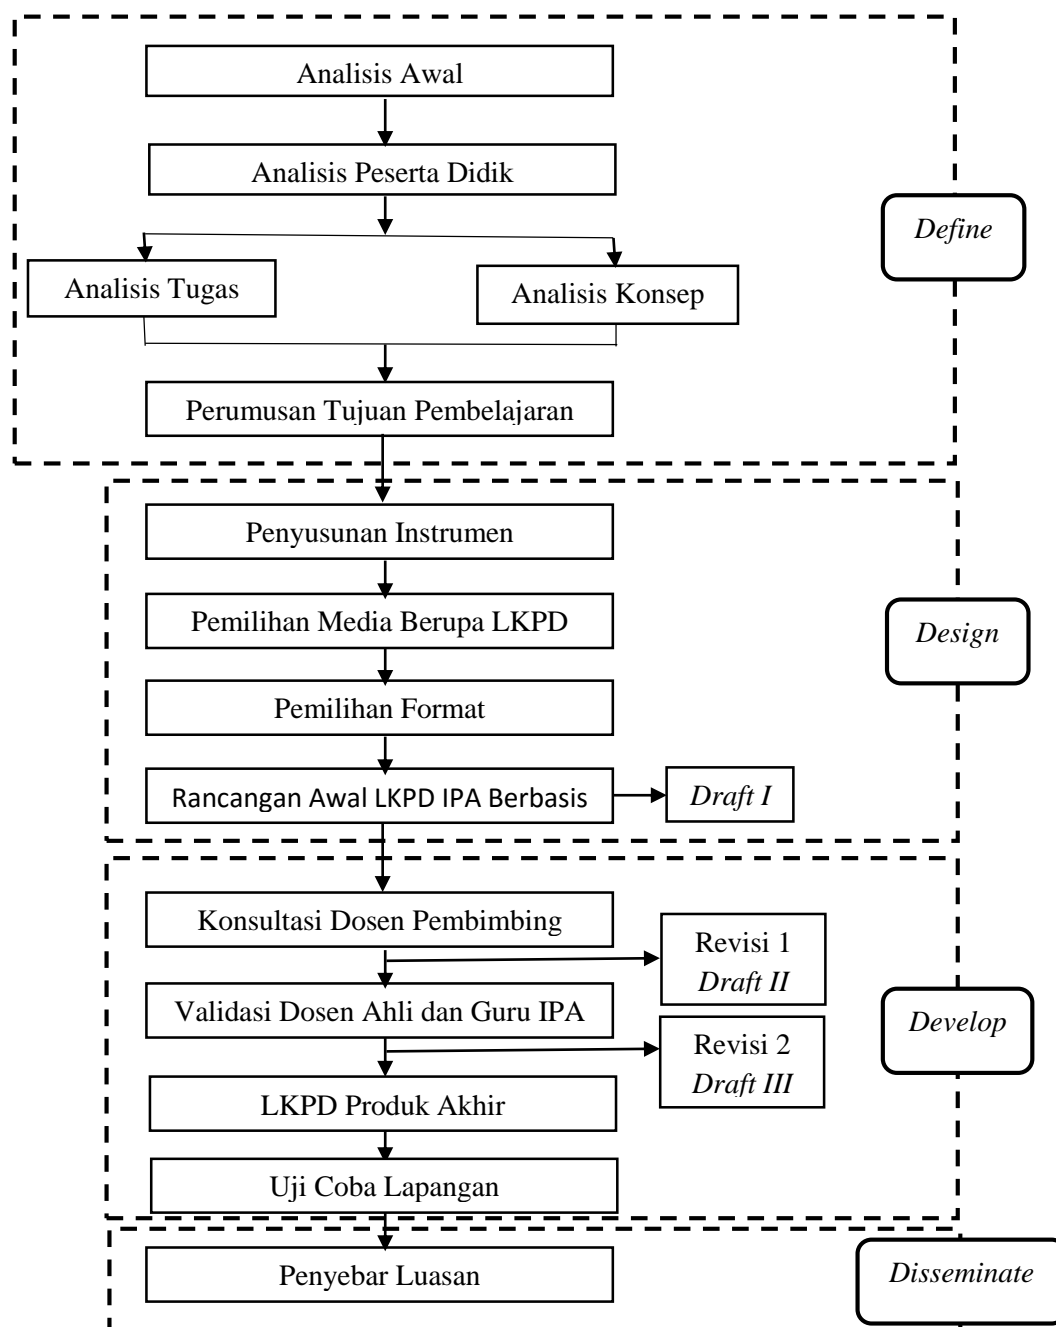 Analisis Awal
Analisis Peserta Didik
Define
Analisis Tugas
Analisis Konsep
Perumusan Tujuan Pembelajaran
Penyusunan Instrumen
Pemilihan Media Berupa LKPD
Design
Pemilihan Format
Rancangan Awal LKPD IPA Berbasis
Draft I
Konsultasi Dosen Pembimbing
Revisi 1
Draft II
Validasi Dosen Ahli dan Guru IPA
Develop
Revisi 2
Draft III
LKPD Produk Akhir
Uji Coba Lapangan
Penyebar Luasan
Disseminate